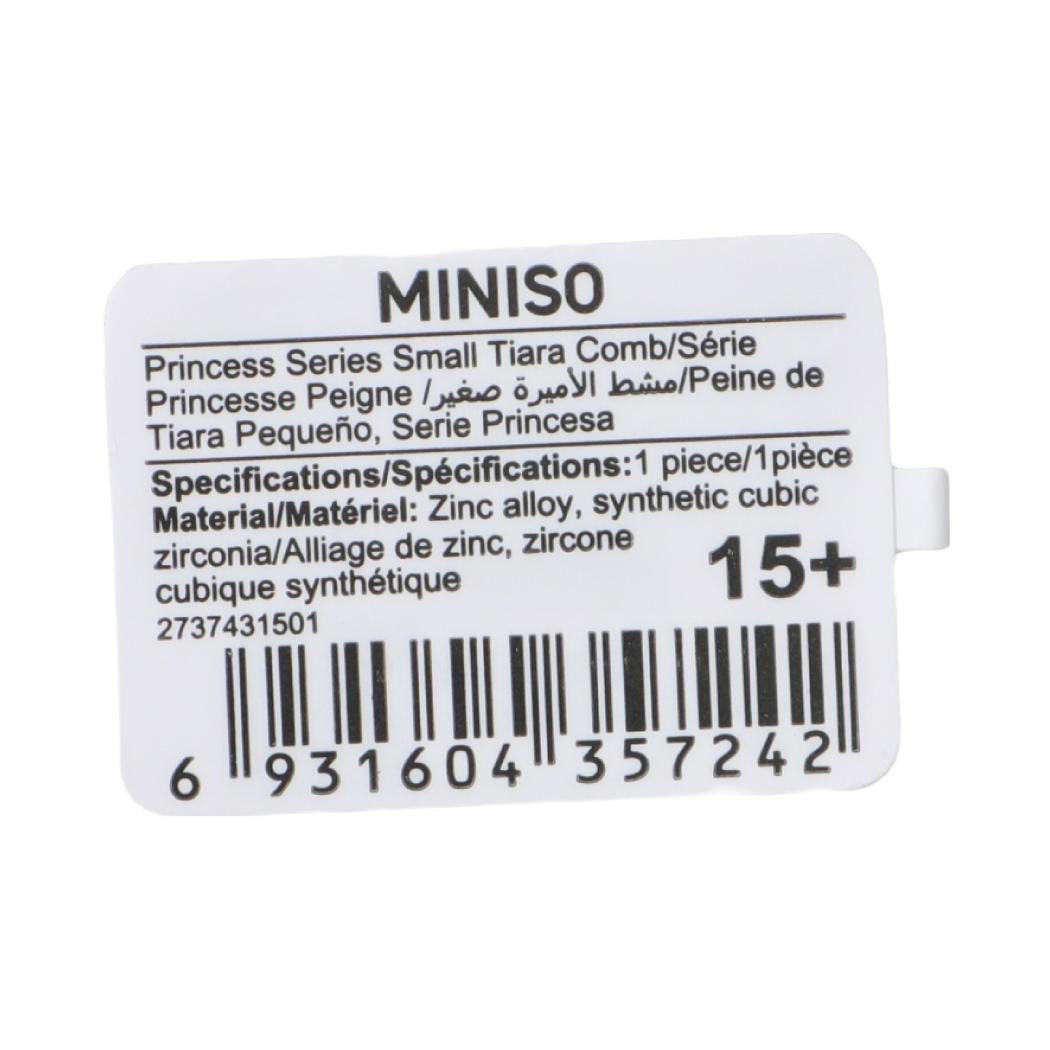 MINISO
Princess Series Small Tiara Comb/Série
Princesse Peigne /مشط الأميرة صغير/Peine de
Tiara Pequeño, Serie Princesa
Specifications/Spécifications:1 piece/1pièce
Material/Matériel: Zinc alloy, synthetic cubic
zirconia/Alliage de zinc, zircone
cubique synthétique
15+
2737431501
6 931604 357242